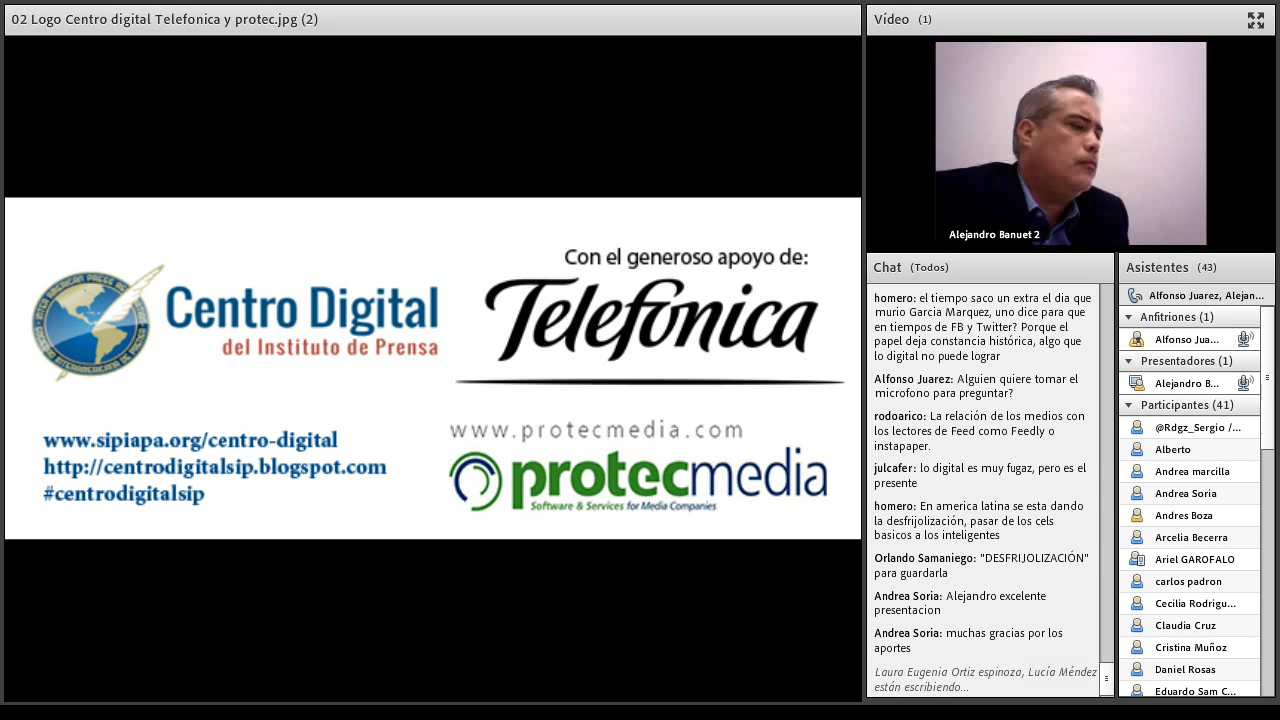 02 Logo Centro digital Telefonica y protec.jpg (2)
Con el generoso apoyo de:
Centro Digital
del Instituto de Prensa
Telefonica
www.sipiapa.org/centro-digital
http://centrodigitalsip.blogspot.com
#centrodigitalsip
www.protecmedia.com
protecmedia
Software & Services for Media Companies
Vídeo (1)
Alejandro Banuet 2
Chat (Todos)
homero: el tiempo saco un extra el dia que
murio Garcia Marquez, uno dice para que
en tiempos de FB y Twitter? Porque el
papel deja constancia histórica, algo que
lo digital no puede lograr
Alfonso Juarez: Alguien quiere tomar el
microfono para preguntar?
rodoarico: La relación de los medios con
los lectores de Feed como Feedly o
instapaper.
julcafer: lo digital es muy fugaz, pero es el
presente
homero: En america latina se esta dando
la desfrijolización, pasar de los cels
basicos a los inteligentes
Orlando Samaniego: "DESFRIJOLIZACIÓN"
para guardarla
Andrea Soria: Alejandro excelente
presentacion
Andrea Soria: muchas gracias por los
aportes
Laura Eugenia Ortiz espinoza, Lucía Méndez
están escribiendo...
Asistentes (43)
Alfonso Juarez, Alejan...
Anfitriones (1)
Alfonso Jua...
Presentadores (1)
Alejandro B...
Participantes (41)
@Rdgz_Sergio /...
Alberto
Andrea marcilla
Andrea Soria
Andres Boza
Arcelia Becerra
Ariel GAROFALO
carlos padron
Cecilia Rodrigu...
Claudia Cruz
Cristina Muñoz
Daniel Rosas
Eduardo Sam C...